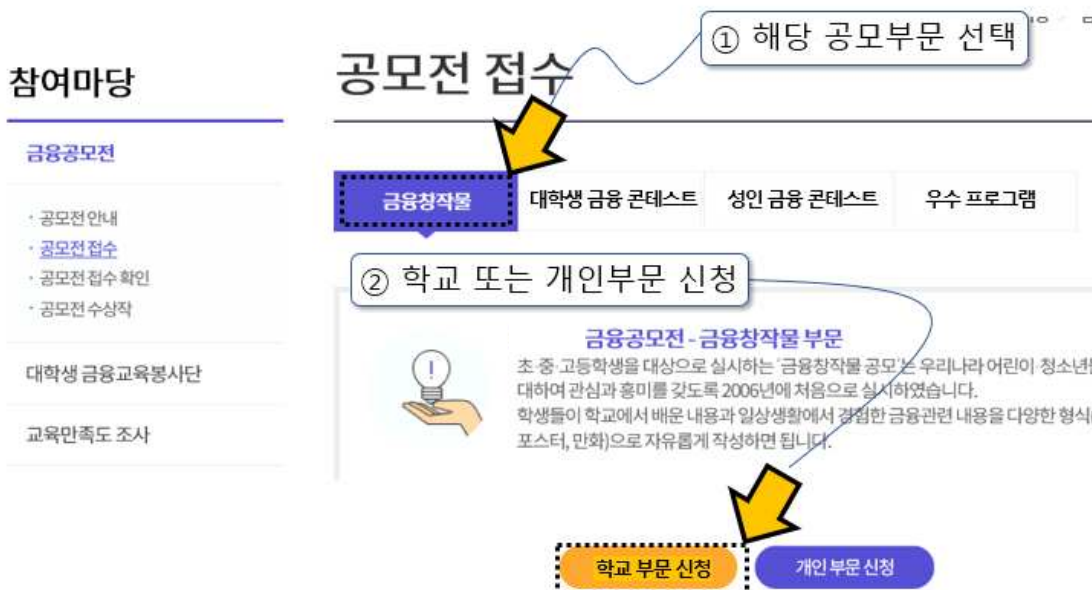 ① 해당 공모부문 선택
참여마당
공모전 접수
금융공모전
· 공모전 안내
· 공모전 접수
· 공모전 접수 확인
· 공모전 수상작
대학생 금융교육봉사단
교육만족도 조사
금융창작물
대학생 금융 콘테스트
성인 금융 콘테스트
우수 프로그램
② 학교 또는 개인부문 신청
금융공모전 - 금융창작물 부문
초·중·고등학생을 대상으로 실시하는 '금융창작물 공모'는 우리나라 어린이·청소년
대하여 관심과 흥미를 갖도록 2006년에 처음으로 실시하였습니다.
학생들이 학교에서 배운 내용과 일상생활에서 경험한 금융관련 내용을 다양한 형식
포스터, 만화)으로 자유롭게 작성하면 됩니다.
학교 부문 신청
개인 부문 신청